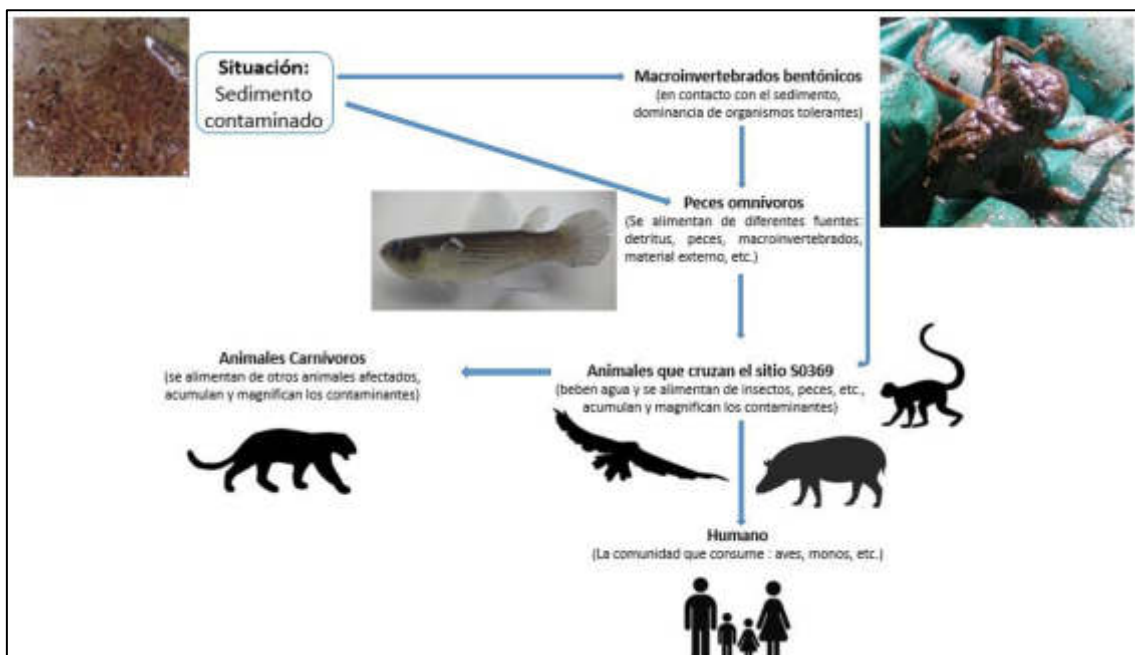 Situación:
Sedimento
contaminado
Macroinvertebrados bentónicos
(en contacto con el sedimento,
dominancia de organismos tolerantes)
Peces omnívoros
(Se alimentan de diferentes fuentes:
detritus, peces, macroinvertebrados,
material externo, etc.)
Animales Carnívoros
(se alimentan de otros animales afectados,
acumulan y magnifican los contaminantes)
Animales que cruzan el sitio S0369
(beben agua y se alimentan de insectos, peces, etc.,
acumulan y magnifican los contaminantes)
Humano
(La comunidad que consume : aves, monos, etc.)